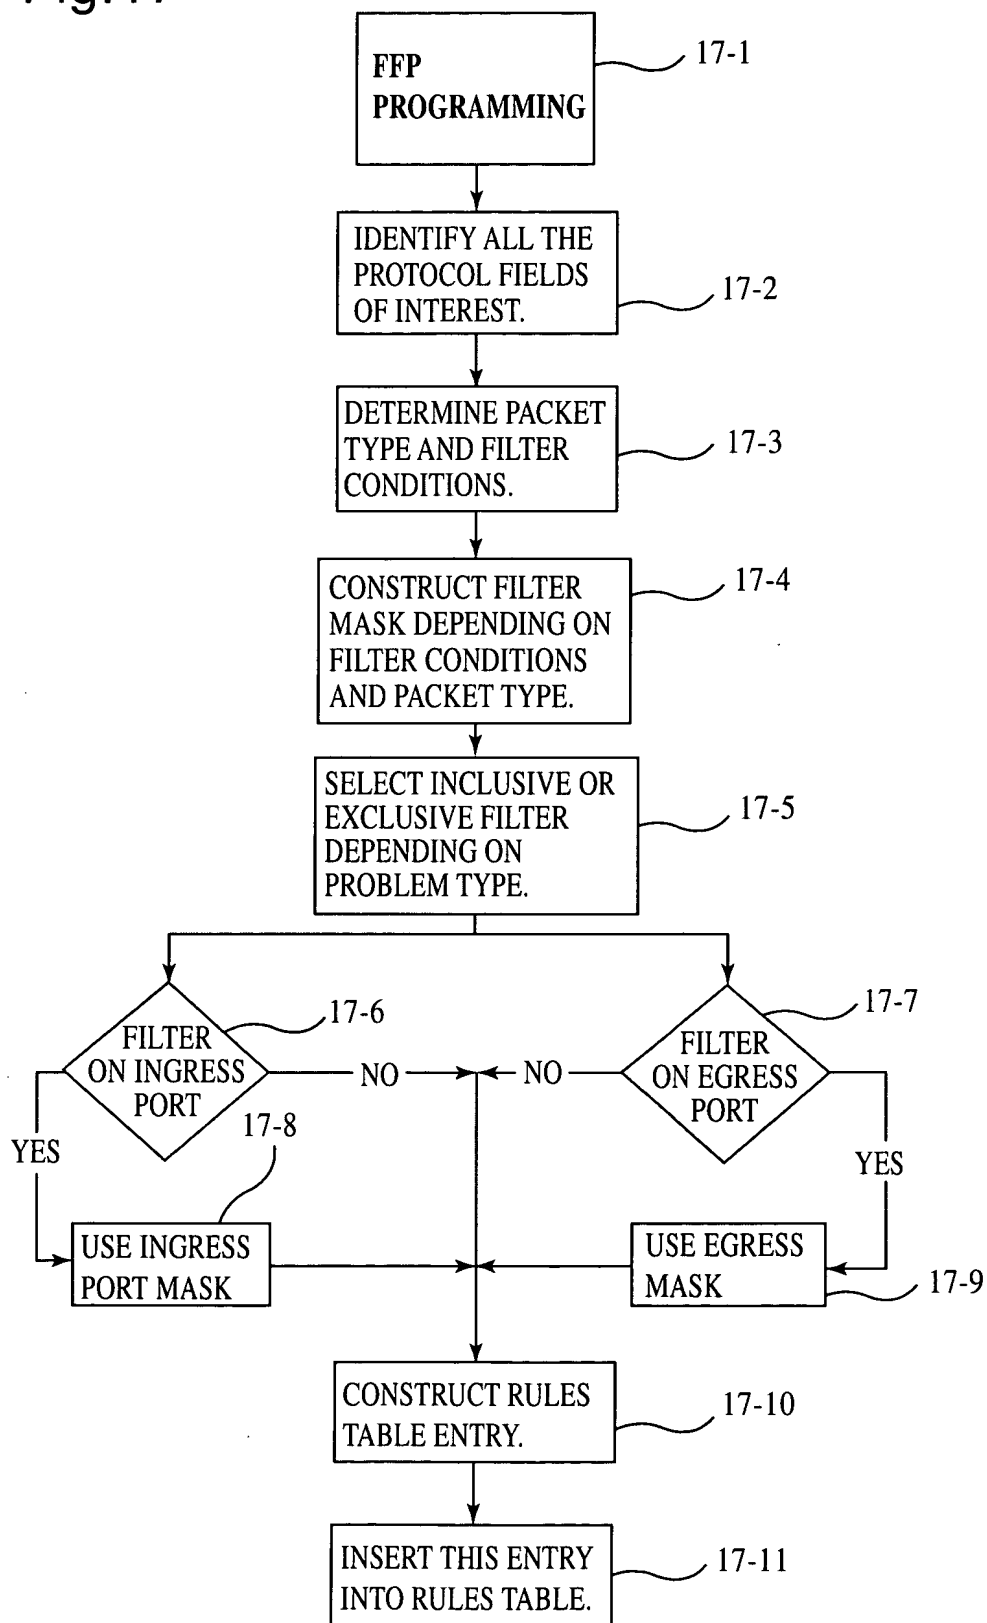 FFP
PROGRAMMING
17-1
IDENTIFY ALL THE
PROTOCOL FIELDS
OF INTEREST.
17-2
DETERMINE PACKET
TYPE AND FILTER
CONDITIONS.
17-3
CONSTRUCT FILTER
MASK DEPENDING ON
FILTER CONDITIONS
AND PACKET TYPE.
17-4
SELECT INCLUSIVE OR
EXCLUSIVE FILTER
DEPENDING ON
PROBLEM TYPE.
17-5
FILTER
ON INGRESS
PORT
17-6
NO
YES
FILTER
ON EGRESS
PORT
17-7
NO
YES
17-8
USE INGRESS
PORT MASK
USE EGRESS
MASK
17-9
CONSTRUCT RULES
TABLE ENTRY.
17-10
INSERT THIS ENTRY
INTO RULES TABLE.
17-11